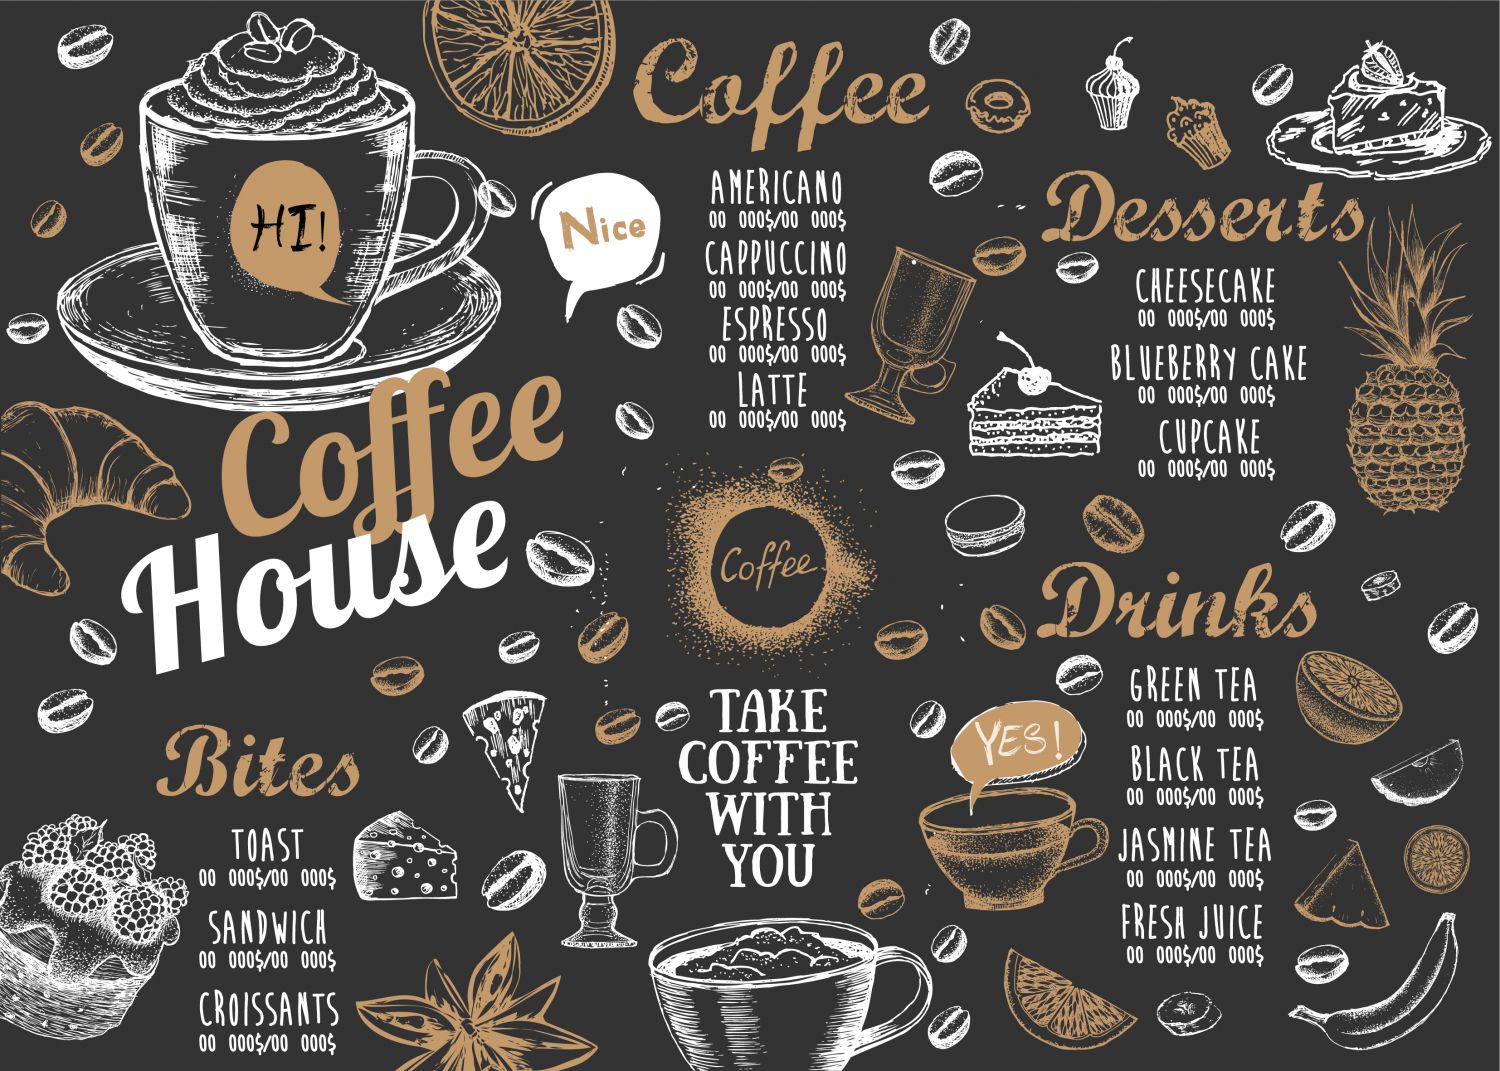 HI!
Nice
Coffee
House
Coffee
AMERICANO
00 000$/00 000$
CAPPUCCINO
00 000$/00 000$
ESPRESSO
00 000$/00 000$
LATTE
00 000$/00 000$
Desserts
CHEESECAKE
00 000$/00 000$
BLUEBERRY CAKE
00 000$/00 000$
CUPCAKE
00 000$/00 000$
Coffee
TAKE
COFFEE
WITH
YOU
Bites
TOAST
00 000$/00 000$
SANDWICH
00 000$/00 000$
CROISSANTS
00 000$/00 000$
YES!
Drinks
GREEN TEA
00 000$/00 000$
BLACK TEA
00 000$/00 000$
JASMINE TEA
00 000$/00 000$
FRESH JUICE
00 000$/00 000$